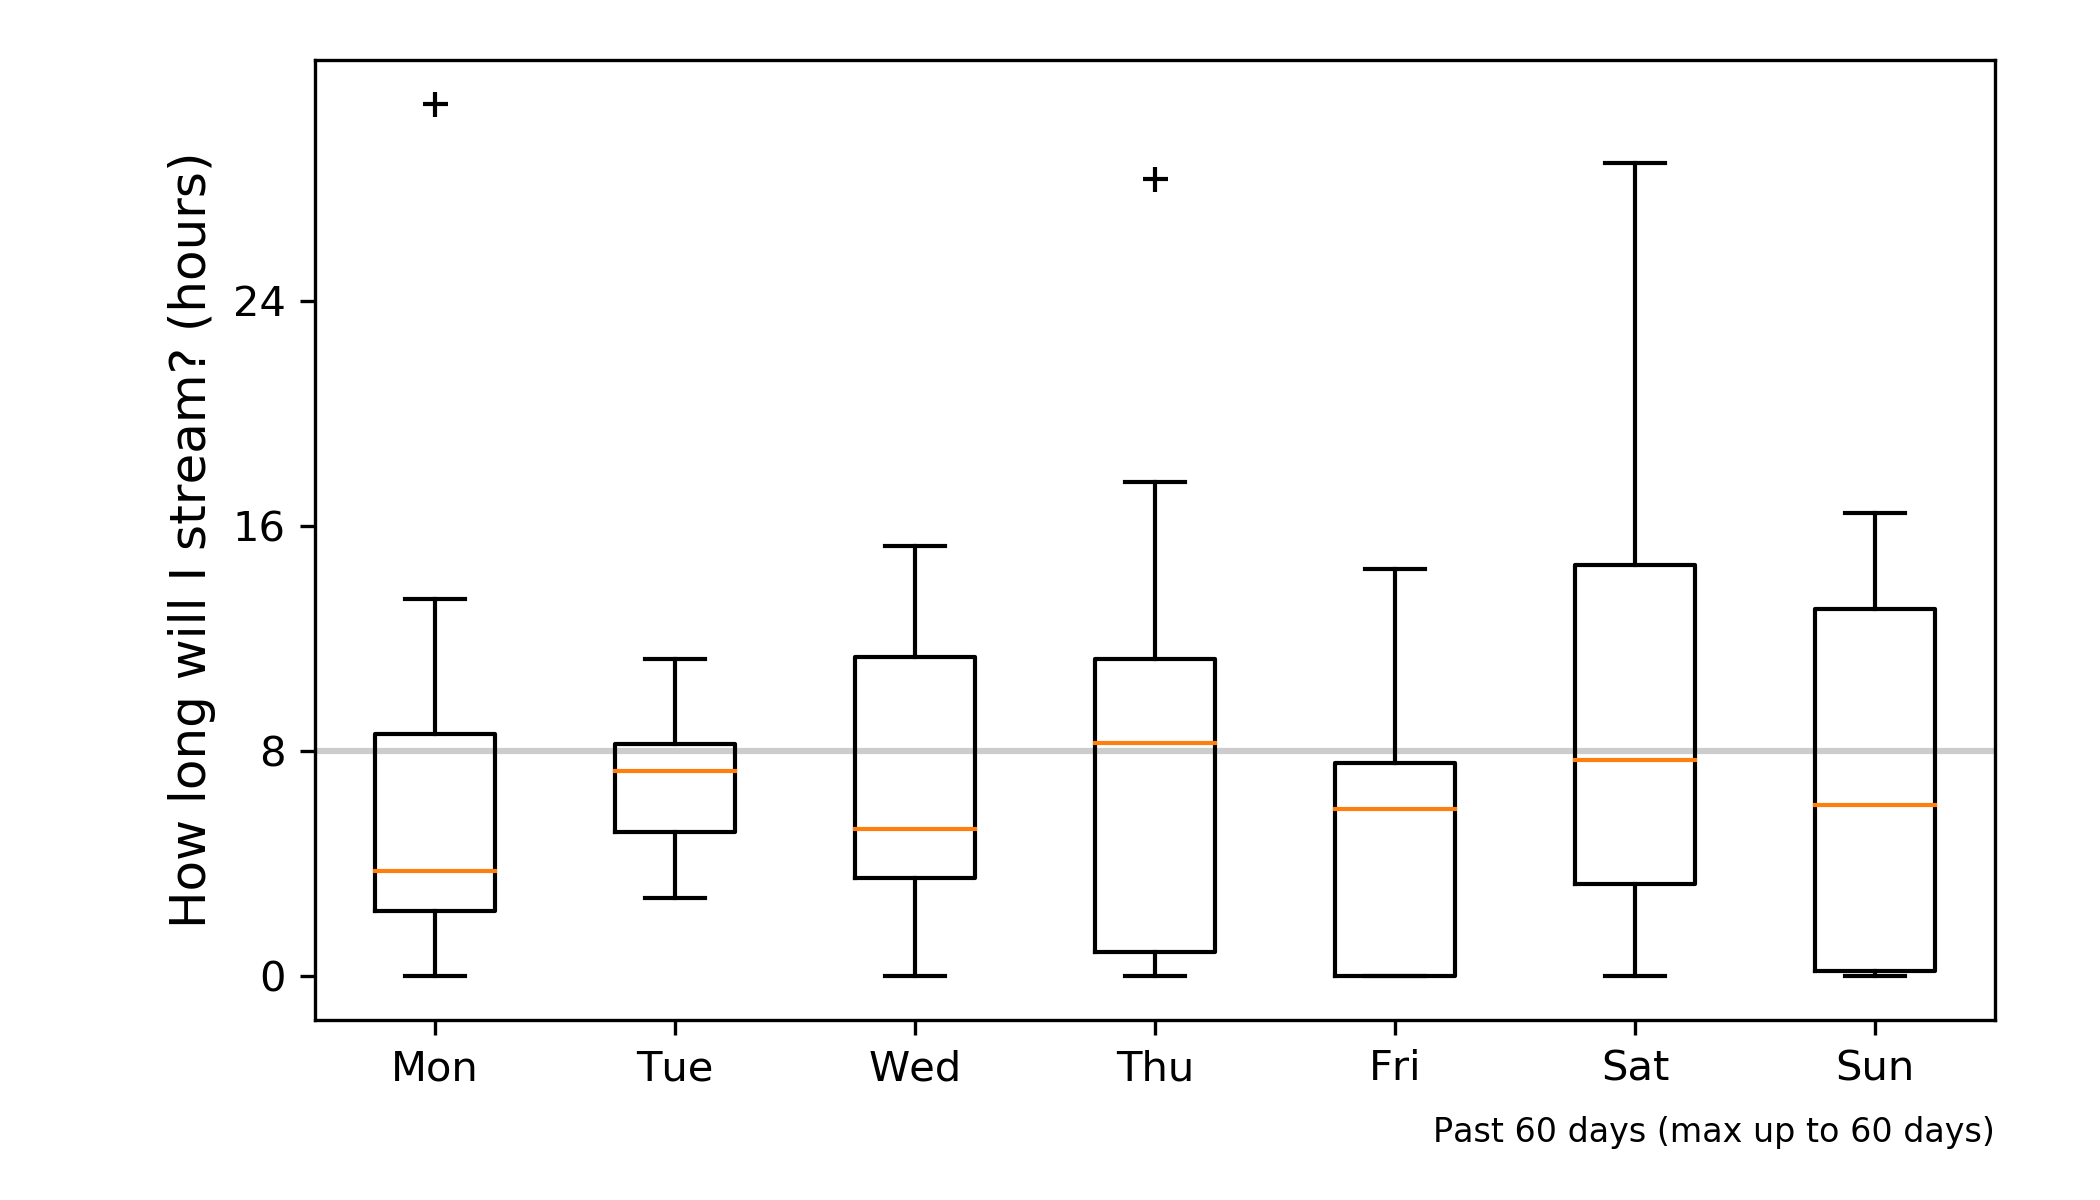 How long will I stream? (hours)
24
16
8
0
Mon Tue Wed Thu Fri Sat Sun
Past 60 days (max up to 60 days)